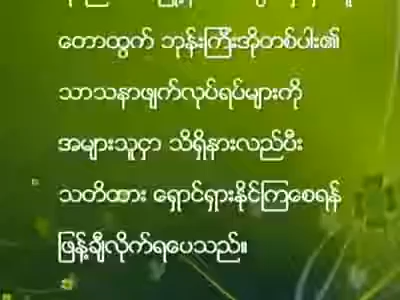 တောထွက် ဘုန်းကြီးအိုတစ်ပါး၏
သာသနာဖျက်လုပ်ရပ်များကို
အများသူငှာ သိရှိနားလည်ပြီး
သတိထား ရှောင်ရှားနိုင်ကြစေရန်
ဖြန့်ချီလိုက်ရပေသည်။